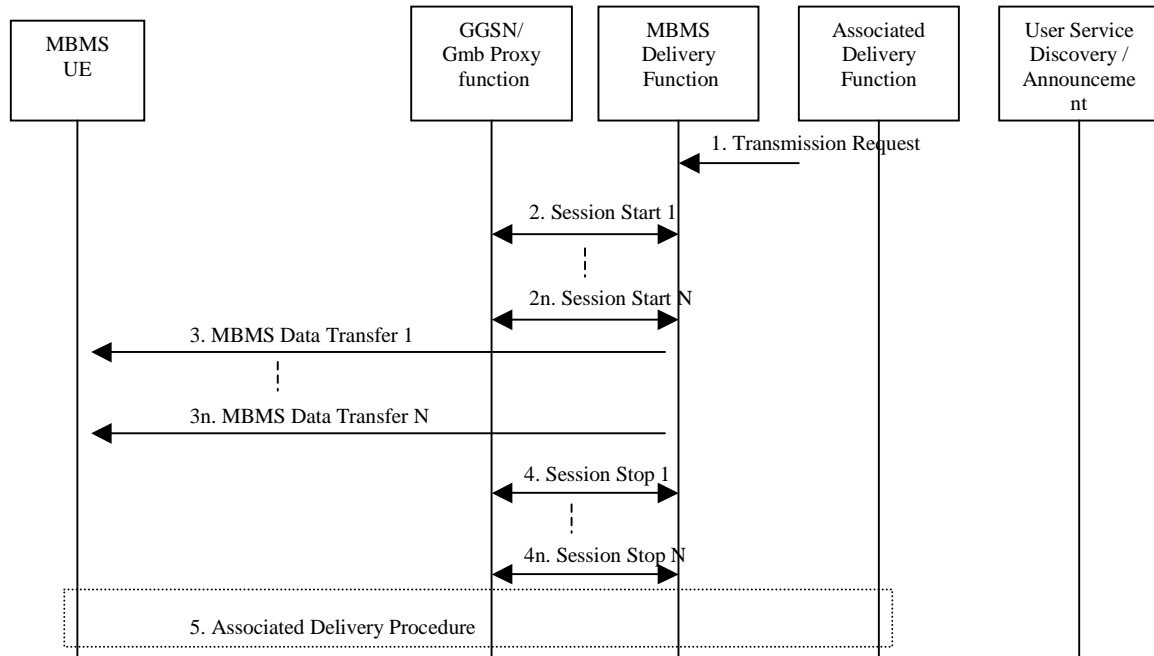 MBMS
UE
GGSN/
Gmb Proxy
function
MBMS
Delivery
Function
Associated
Delivery
Function
User Service
Discovery /
Announceme
nt
1. Transmission Request
2. Session Start 1
2n. Session Start N
3. MBMS Data Transfer 1
3n. MBMS Data Transfer N
4. Session Stop 1
4n. Session Stop N
5. Associated Delivery Procedure